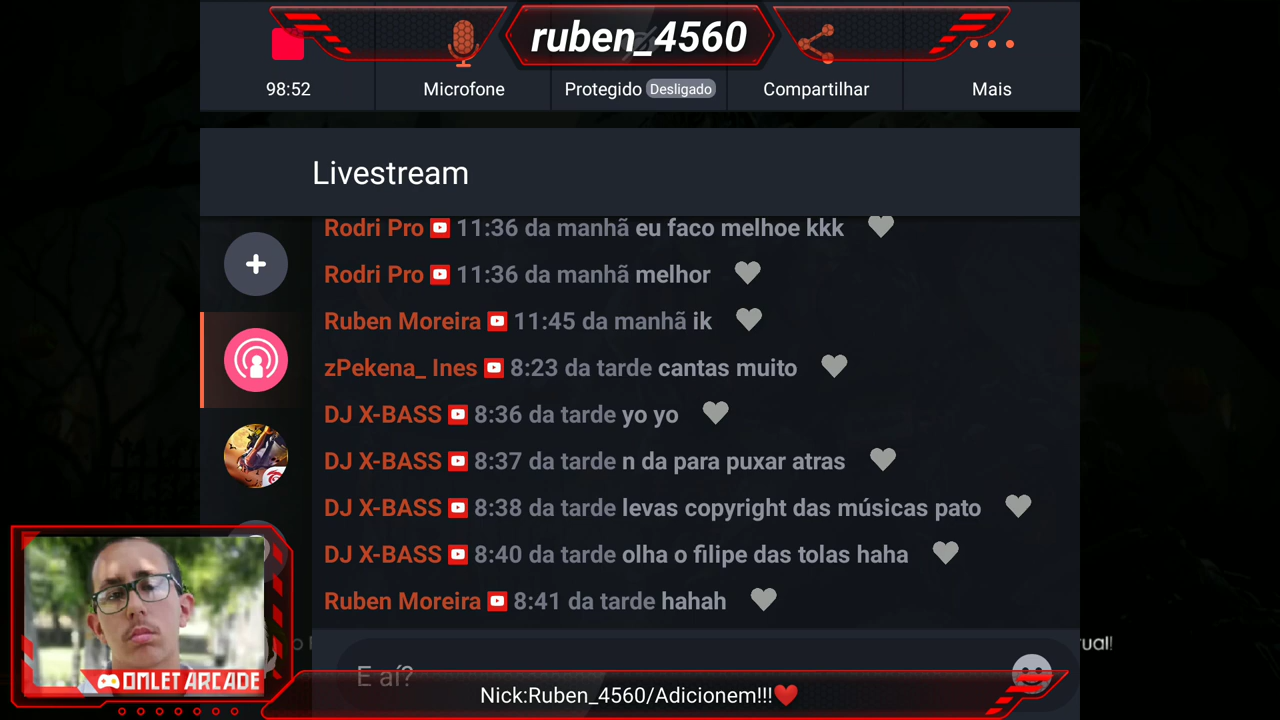 ruben_4560
98:52
Microfone
Protegido Desligado
Compartilhar
Mais
Livestream
Rodri Pro 11:36 da manhã eu faco melhoe kkk
Rodri Pro 11:36 da manhã melhor
Ruben Moreira 11:45 da manhã ik
zPekena_ Ines 8:23 da tarde cantas muito
DJ X-BASS 8:36 da tarde yo yo
DJ X-BASS 8:37 da tarde n da para puxar atras
DJ X-BASS 8:38 da tarde levas copyright das músicas pato
DJ X-BASS 8:40 da tarde olha o filipe das tolas haha
Ruben Moreira 8:41 da tarde hahah
E aí?
OMLET ARCADE
Nick:Ruben_4560/Adicionem!!!❤️